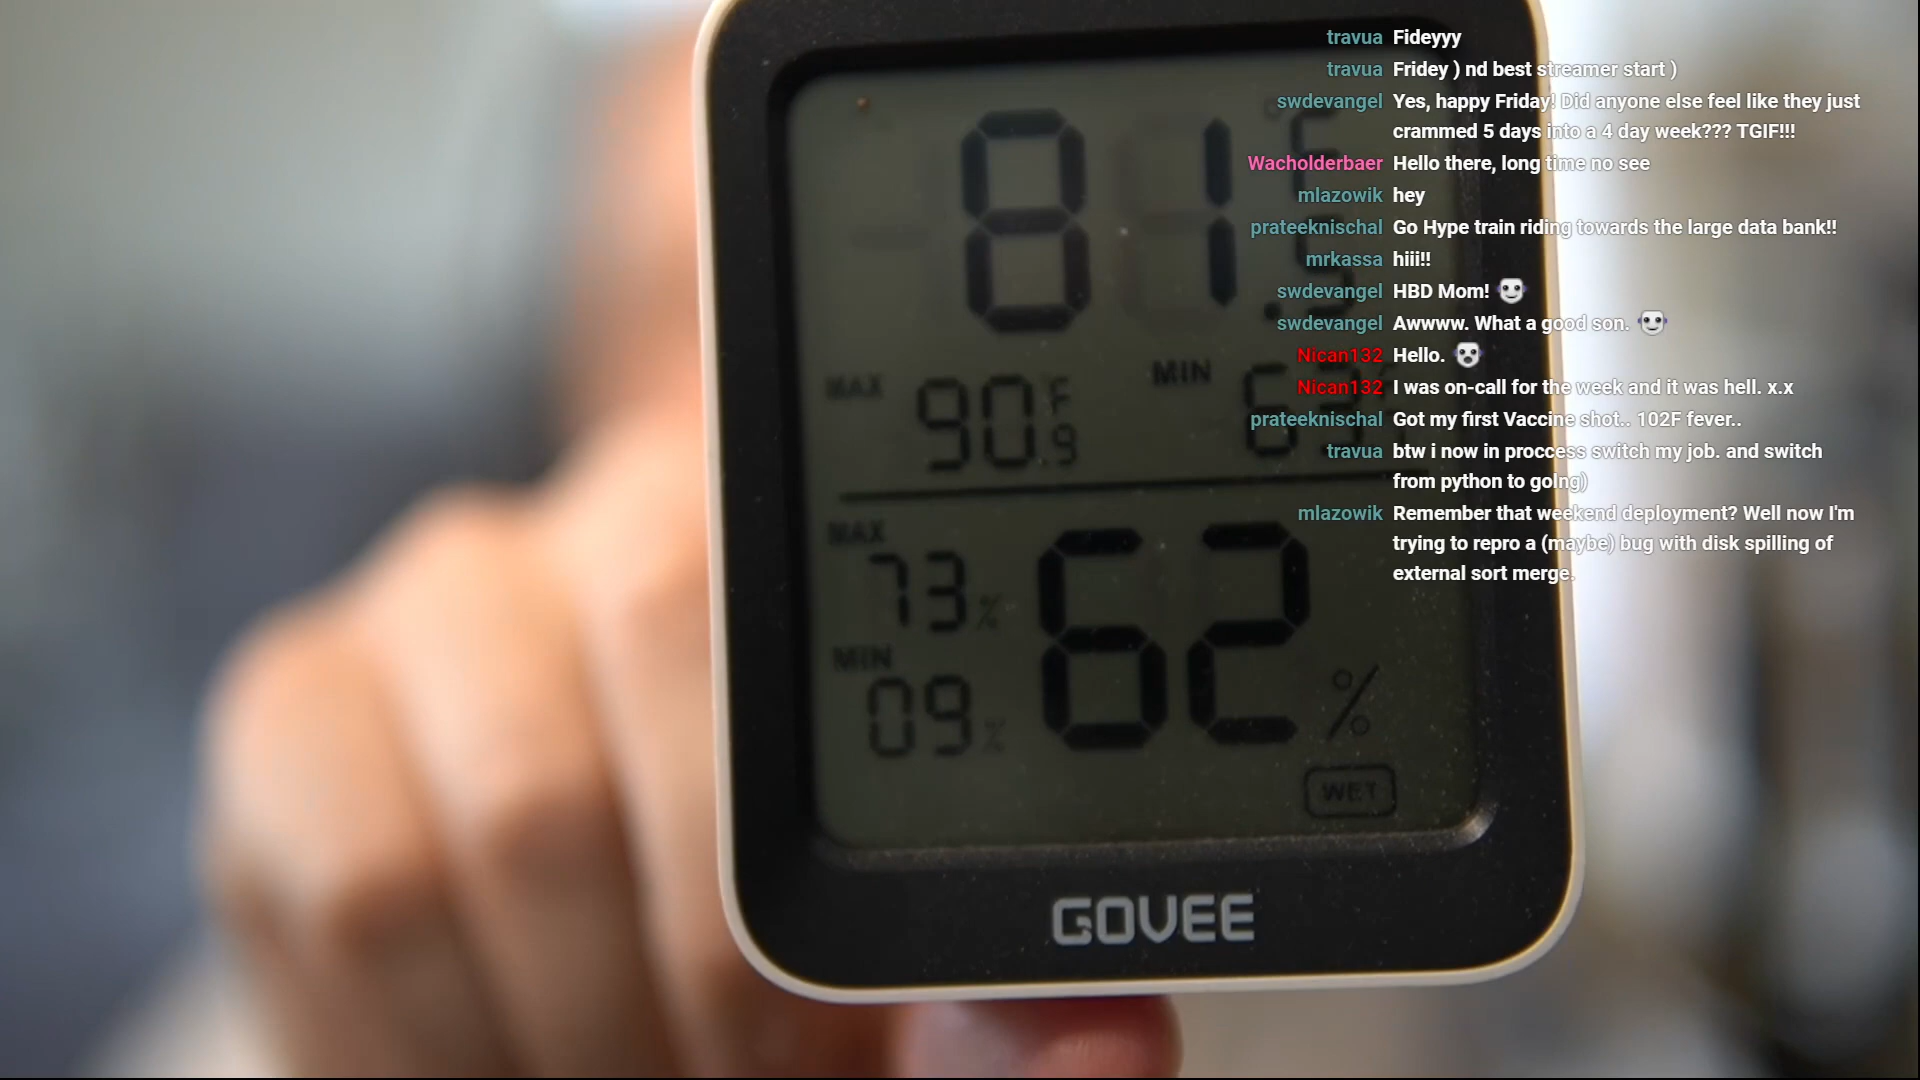 travua Fideyyy
travua Fridey ) nd best streamer start )
swdevangel Yes, happy Friday! Did anyone else feel like they just
crammed 5 days into a 4 day week??? TGIF!!!
Wacholderbaer Hello there, long time no see
mlazowik hey
prateeknischal Go Hype train riding towards the large data bank!!
mrkassa hiii!!
swdevangel HBD Mom!
swdevangel Awwww. What a good son.
Nican132 Hello.
Nican132 I was on-call for the week and it was hell. x.x
prateeknischal Got my first Vaccine shot.. 102F fever..
travua btw i now in proccess switch my job. and switch
from python to golng)
mlazowik Remember that weekend deployment? Well now I'm
trying to repro a (maybe) bug with disk spilling of
external sort merge.
81.5 °F
MAX 90.9 F MIN
MAX
73%
62%
MIN
09%
WET
GOVEE